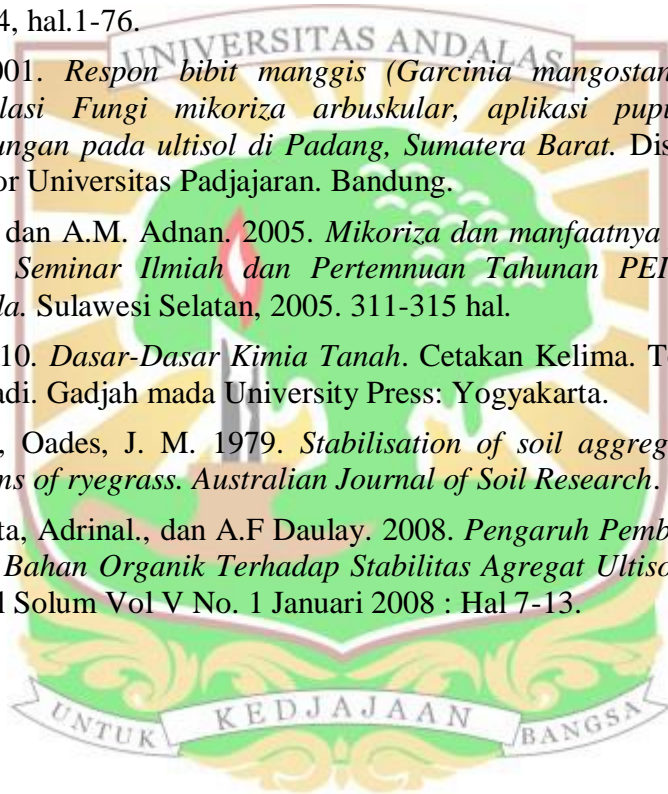 4, hal.1-76.
UNIVERSITAS ANDALAS
001. Respon bibit manggis (Garcinia mangostan
lasi Fungi mikoriza arbuskular, aplikasi pup
ungan pada ultisol di Padang, Sumatera Barat. Dis
or Universitas Padjajaran. Bandung.
dan A.M. Adnan. 2005. Mikoriza dan manfaatnya
Seminar Ilmiah dan Pertemnuan Tahunan PEI
la. Sulawesi Selatan, 2005. 311-315 hal.
10. Dasar-Dasar Kimia Tanah. Cetakan Kelima. T
adi. Gadjah mada University Press: Yogyakarta.
, Oades, J. M. 1979. Stabilisation of soil aggreg
ns of ryegrass. Australian Journal of Soil Research.
ta, Adrinal., dan A.F Daulay. 2008. Pengaruh Pemb
Bahan Organik Terhadap Stabilitas Agregat Ultiso
l Solum Vol V No. 1 Januari 2008 : Hal 7-13.
UNTUK KEDJAJAAN BANGSA